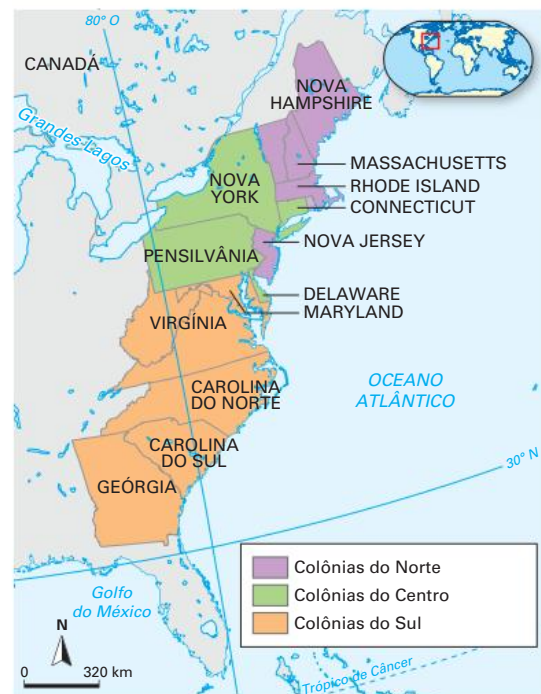 80° O
CANADÁ
Grandes Lagos
NOVA
HAMPSHIRE
MASSACHUSETTS
RHODE ISLAND
CONNECTICUT
NOVA
YORK
NOVA JERSEY
PENSILVÂNIA
DELAWARE
MARYLAND
VIRGÍNIA
OCEANO
ATLÂNTICO
CAROLINA
DO NORTE
CAROLINA
DO SUL
30° N
GEÓRGIA
Colônias do Norte
Colônias do Centro
Colônias do Sul
Golfo
do México
N
0 320 km
Trópico de Câncer